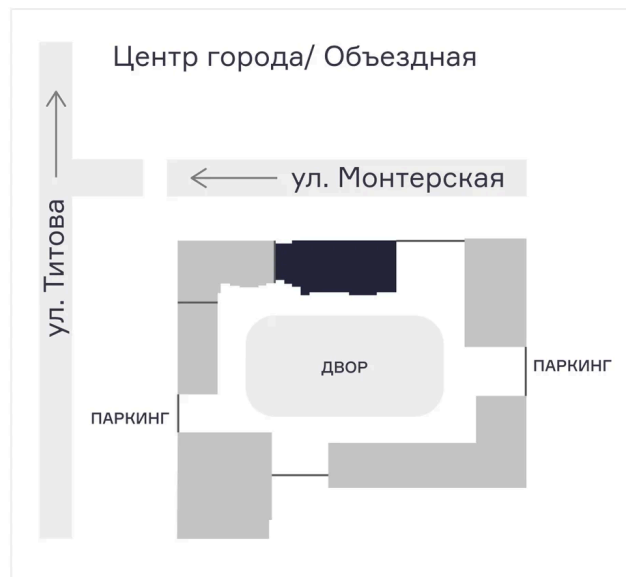 Центр города/ Объездная
ул. Монтерская
ул. Титова
ДВОР
ПАРКИНГ
ПАРКИНГ